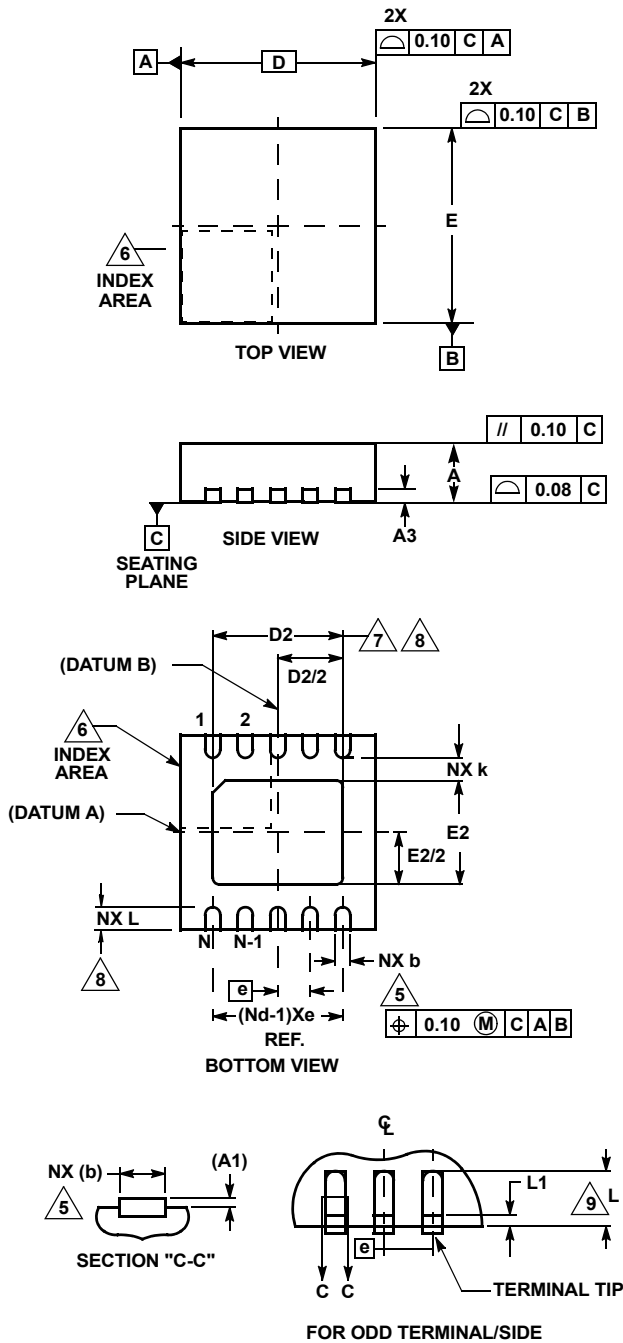 2X
⌓ 0.10 C A
A
D
2X
⌓ 0.10 C B
E
6
INDEX
AREA
TOP VIEW
B
// 0.10 C
A
⌓ 0.08 C
C
SIDE VIEW
A3
SEATING
PLANE
D2
7 8
(DATUM B)
D2/2
6
1 2
INDEX
AREA
NX k
(DATUM A)
E2
E2/2
NX L
N N-1
NX b
8
e
5
(Nd-1)Xe
⌖ 0.10 Ⓜ C A B
REF.
BOTTOM VIEW
℄
NX (b)
(A1)
5
L1
9 L
SECTION "C-C"
e
C C
TERMINAL TIP
FOR ODD TERMINAL/SIDE